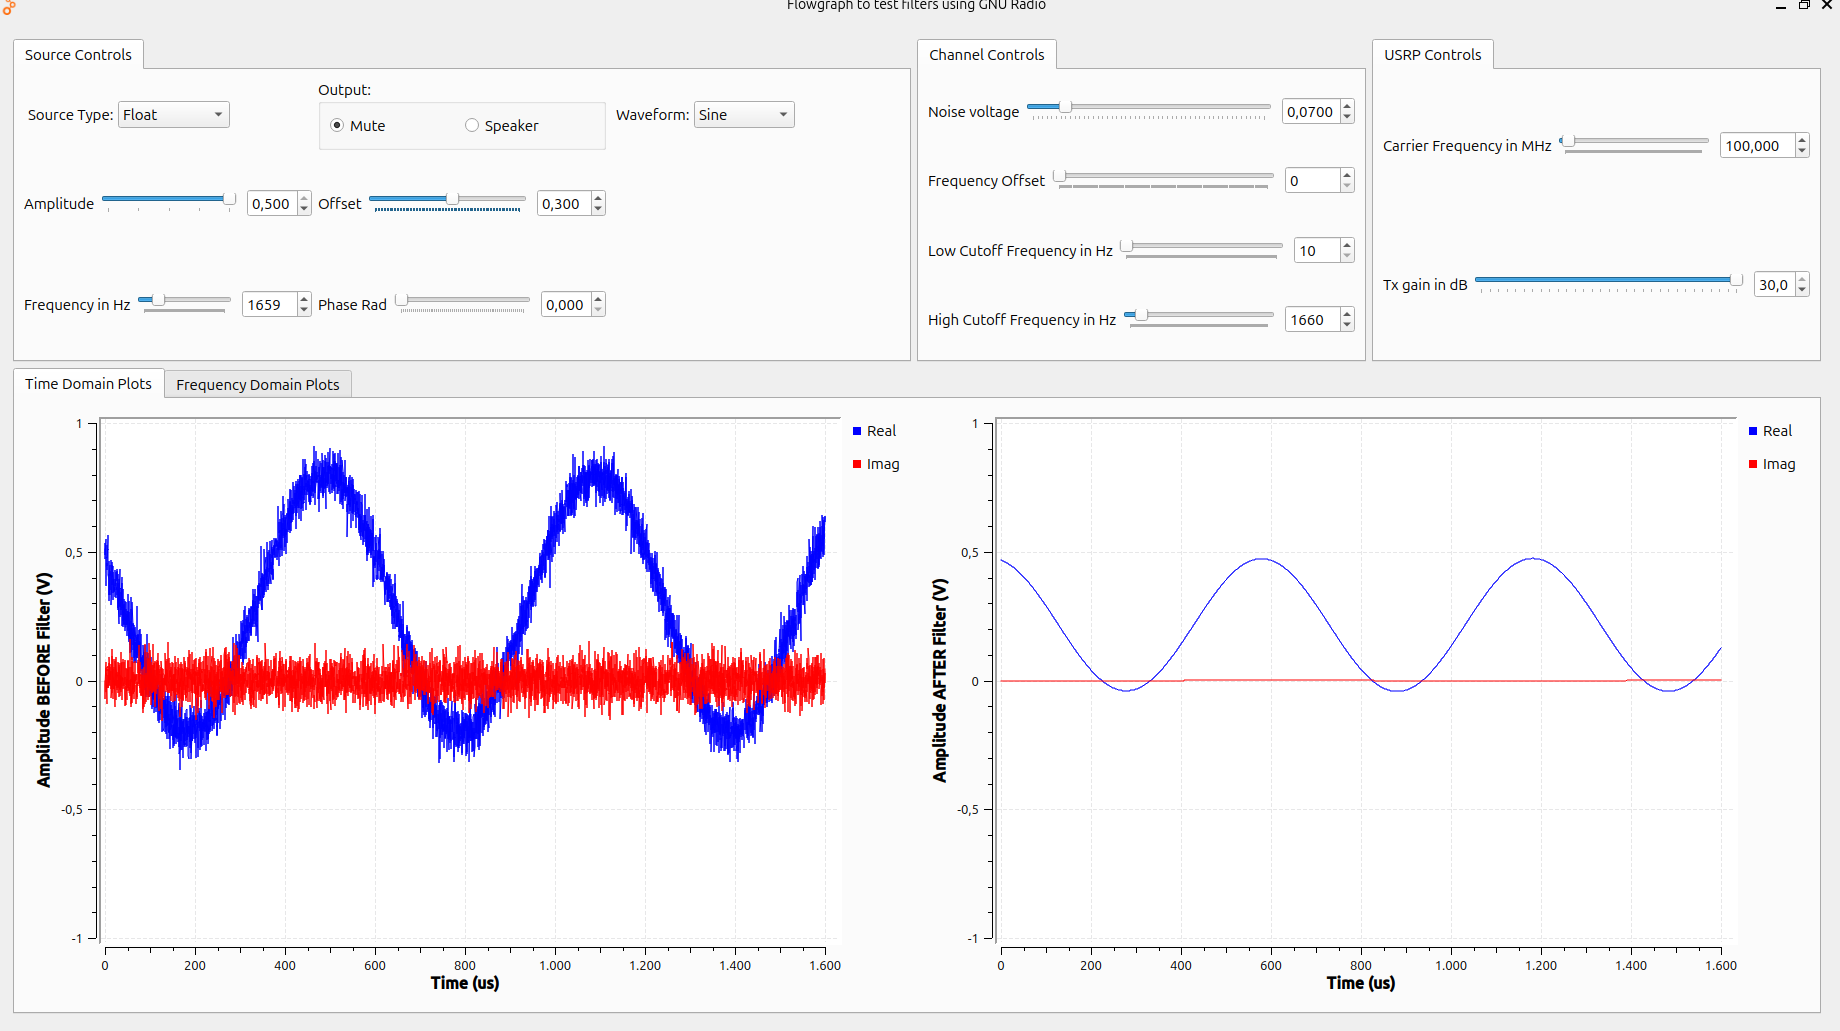 Flowgraph to test filters using GNU Radio
Source Controls
Source Type: Float
Output:
Mute
Speaker
Waveform: Sine
Amplitude 0,500
Offset 0,300
Frequency in Hz 1659
Phase Rad 0,000
Channel Controls
Noise voltage 0,0700
Frequency Offset 0
Low Cutoff Frequency in Hz 10
High Cutoff Frequency in Hz 1660
USRP Controls
Carrier Frequency in MHz 100,000
Tx gain in dB 30,0
Time Domain Plots
Frequency Domain Plots
Amplitude BEFORE Filter (V)
1
0,5
0
-0,5
-1
0 200 400 600 800 1.000 1.200 1.400 1.600
Time (us)
Real
Imag
Amplitude AFTER Filter (V)
1
0,5
0
-0,5
-1
0 200 400 600 800 1.000 1.200 1.400 1.600
Time (us)
Real
Imag